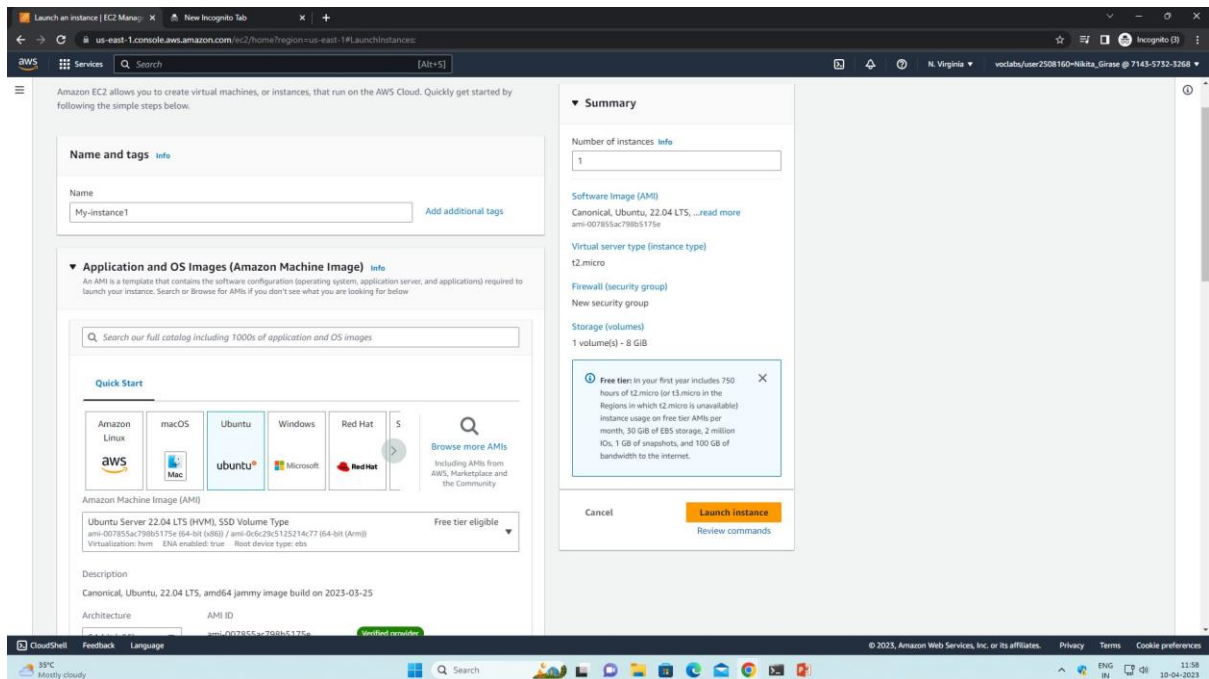 Launch an instance | EC2 Manag
New Incognito Tab
us-east-1.console.aws.amazon.com/ec2/home?region=us-east-1#LaunchInstances:
Incognito (3)
aws
Services
Search
[Alt+S]
N. Virginia
voclabs/user2508160=Nikita_Girase @ 7143-5732-3268
Amazon EC2 allows you to create virtual machines, or instances, that run on the AWS Cloud. Quickly get started by
following the simple steps below.
Name and tags Info
Name
My-instance1
Add additional tags
Application and OS Images (Amazon Machine Image) Info
An AMI is a template that contains the software configuration (operating system, application server, and applications) required to
launch your instance. Search or Browse for AMIs if you don't see what you are looking for below
Search our full catalog including 1000s of application and OS images
Quick Start
Amazon
Linux
aws
macOS
Mac
Ubuntu
ubuntu
Windows
Microsoft
Red Hat
Red Hat
S
Browse more AMIs
Including AMIs from
AWS, Marketplace and
the Community
Amazon Machine Image (AMI)
Ubuntu Server 22.04 LTS (HVM), SSD Volume Type
Free tier eligible
ami-007855ac798b5175e (64-bit (x86)) / ami-0c6c29c5125214c77 (64-bit (Arm))
Virtualization: hvm ENA enabled: true Root device type: ebs
Description
Canonical, Ubuntu, 22.04 LTS, amd64 jammy image build on 2023-03-25
Architecture
AMI ID
ami-007855ac798b5175e
Verified provider
Summary
Number of instances Info
1
Software Image (AMI)
Canonical, Ubuntu, 22.04 LTS, ...read more
ami-007855ac798b5175e
Virtual server type (instance type)
t2.micro
Firewall (security group)
New security group
Storage (volumes)
1 volume(s) - 8 GiB
Free tier: In your first year includes 750
hours of t2.micro (or t3.micro in the
Regions in which t2.micro is unavailable)
instance usage on free tier AMIs per
month, 30 GiB of EBS storage, 2 million
IOs, 1 GB of snapshots, and 100 GB of
bandwidth to the internet.
Cancel
Launch instance
Review commands
CloudShell
Feedback
Language
© 2023, Amazon Web Services, Inc. or its affiliates.
Privacy
Terms
Cookie preferences
35°C
Mostly cloudy
Search
ENG
IN
11:58
10-04-2023